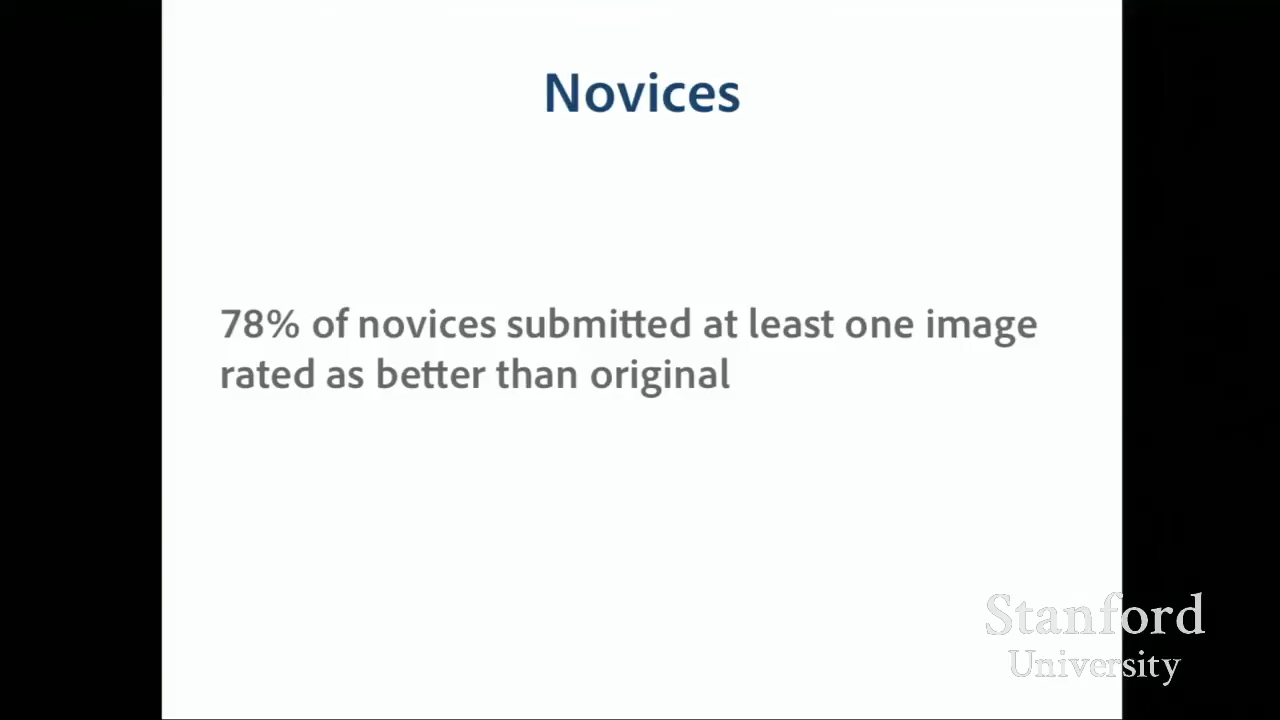 Novices
78% of novices submitted at least one image
rated as better than original
Stanford
University